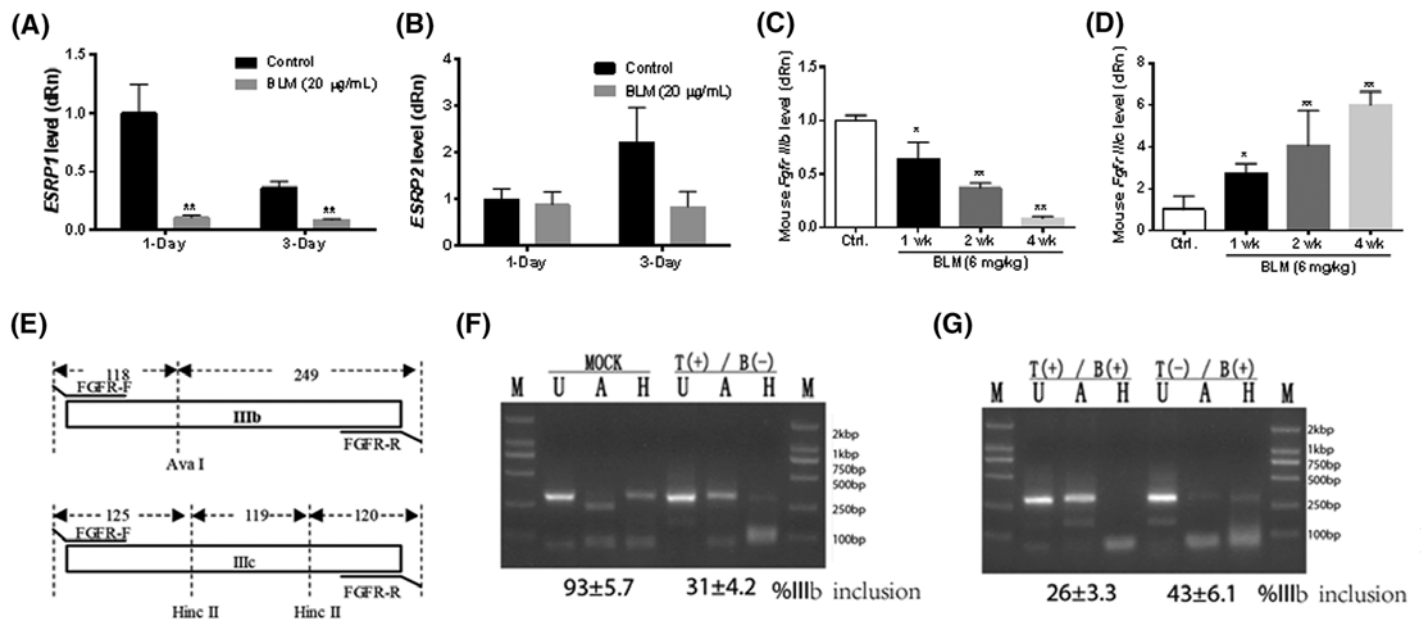 (A)
ESRP1 level (dRn)
1.5
1.0
0.5
0.0
Control
BLM (20 µg/mL)
**
**
1-Day
3-Day
(B)
ESRP2 level (dRn)
4
3
2
1
0
Control
BLM (20 µg/mL)
1-Day
3-Day
(C)
Mouse Fgfr IIIb level (dRn)
1.5
1.0
0.5
0.0
*
**
**
Ctrl.
1 wk
2 wk
4 wk
BLM (6 mg/kg)
(D)
Mouse Fgfr IIIc level (dRn)
8
6
4
2
0
*
**
**
Ctrl.
1 wk
2 wk
4 wk
BLM (6 mg/kg)
(E)
118
249
FGFR-F
IIIb
FGFR-R
Ava I
125
119
120
FGFR-F
IIIc
FGFR-R
Hinc II
Hinc II
(F)
MOCK
T(+) / B(-)
M U A H U A H M
2kbp
1kbp
750bp
500bp
250bp
100bp
93±5.7 31±4.2 %IIIb inclusion
(G)
T(+) / B(+)
T(-) / B(+)
M U A H U A H M
2kbp
1kbp
750bp
500bp
250bp
100bp
26±3.3 43±6.1 %IIIb inclusion